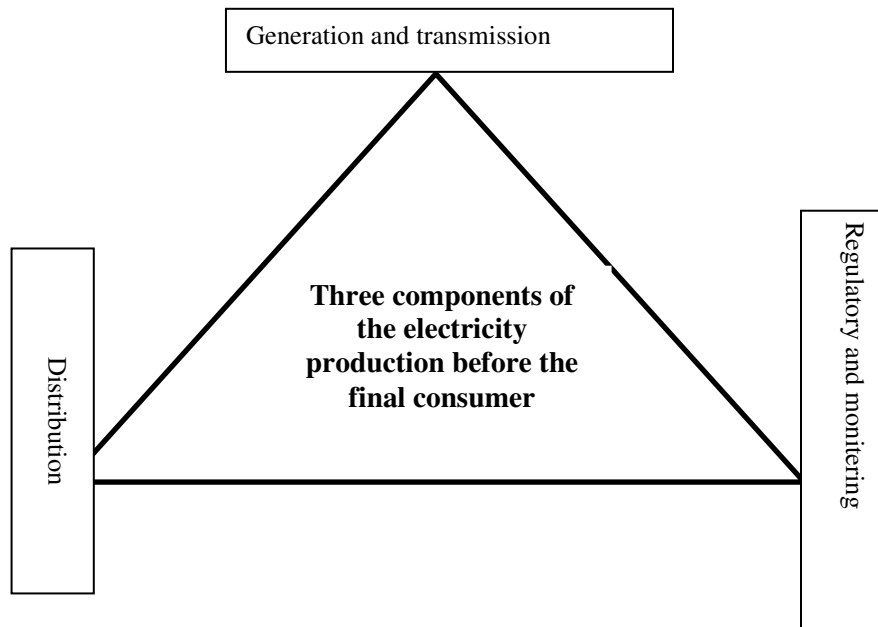 Generation and transmission
Three components of
the electricity
production before the
final consumer
Distribution
Regulatory and monitering